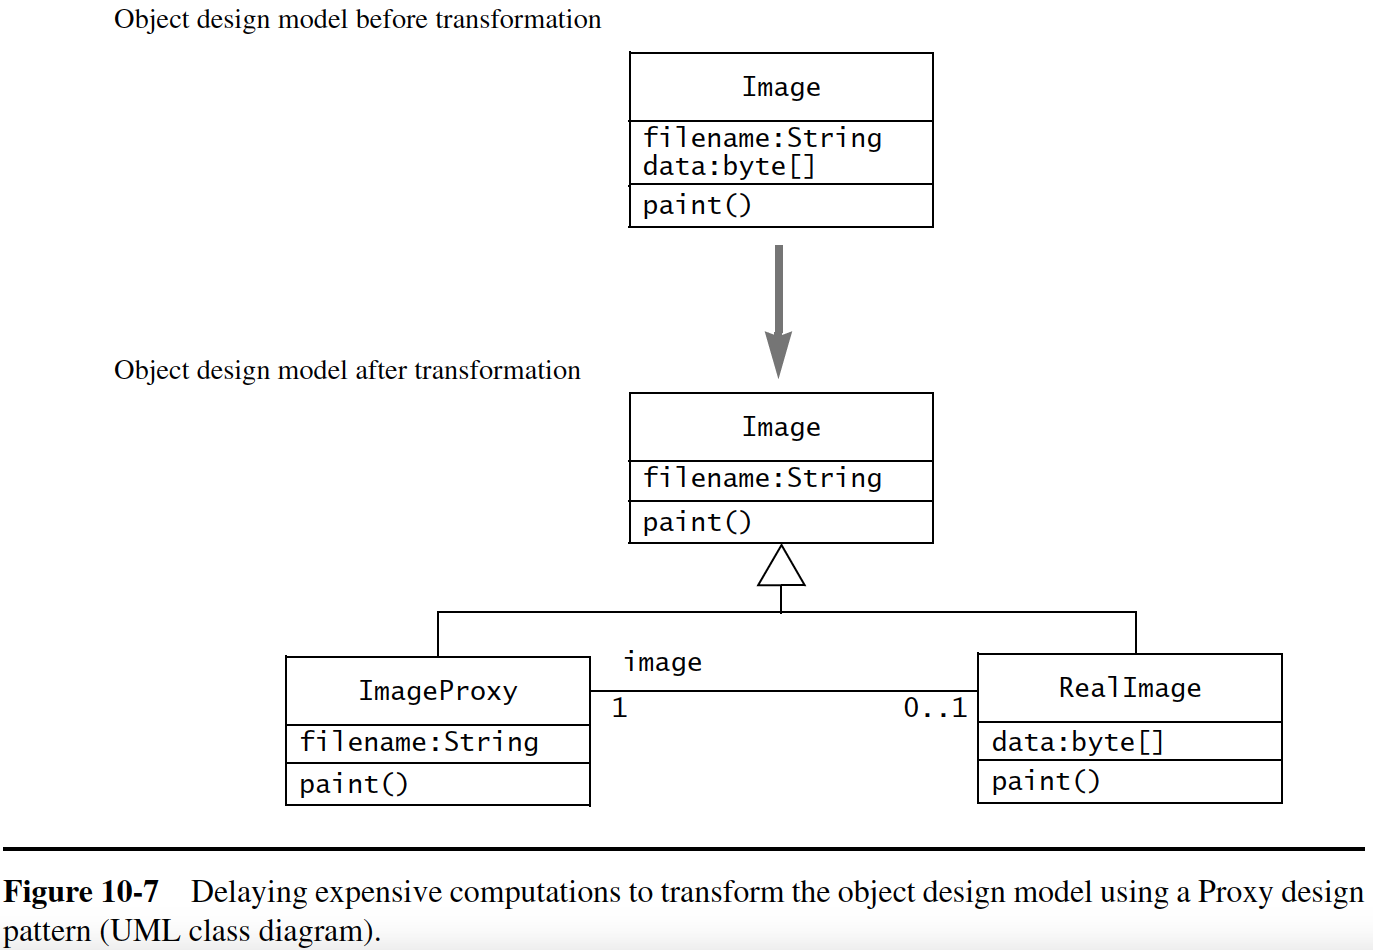 Object design model before transformation
Image
filename:String
data:byte[]
paint()
Object design model after transformation
Image
filename:String
paint()
image
ImageProxy
1
0..1
RealImage
filename:String
data:byte[]
paint()
paint()
Figure 10-7 Delaying expensive computations to transform the object design model using a Proxy design
pattern (UML class diagram).